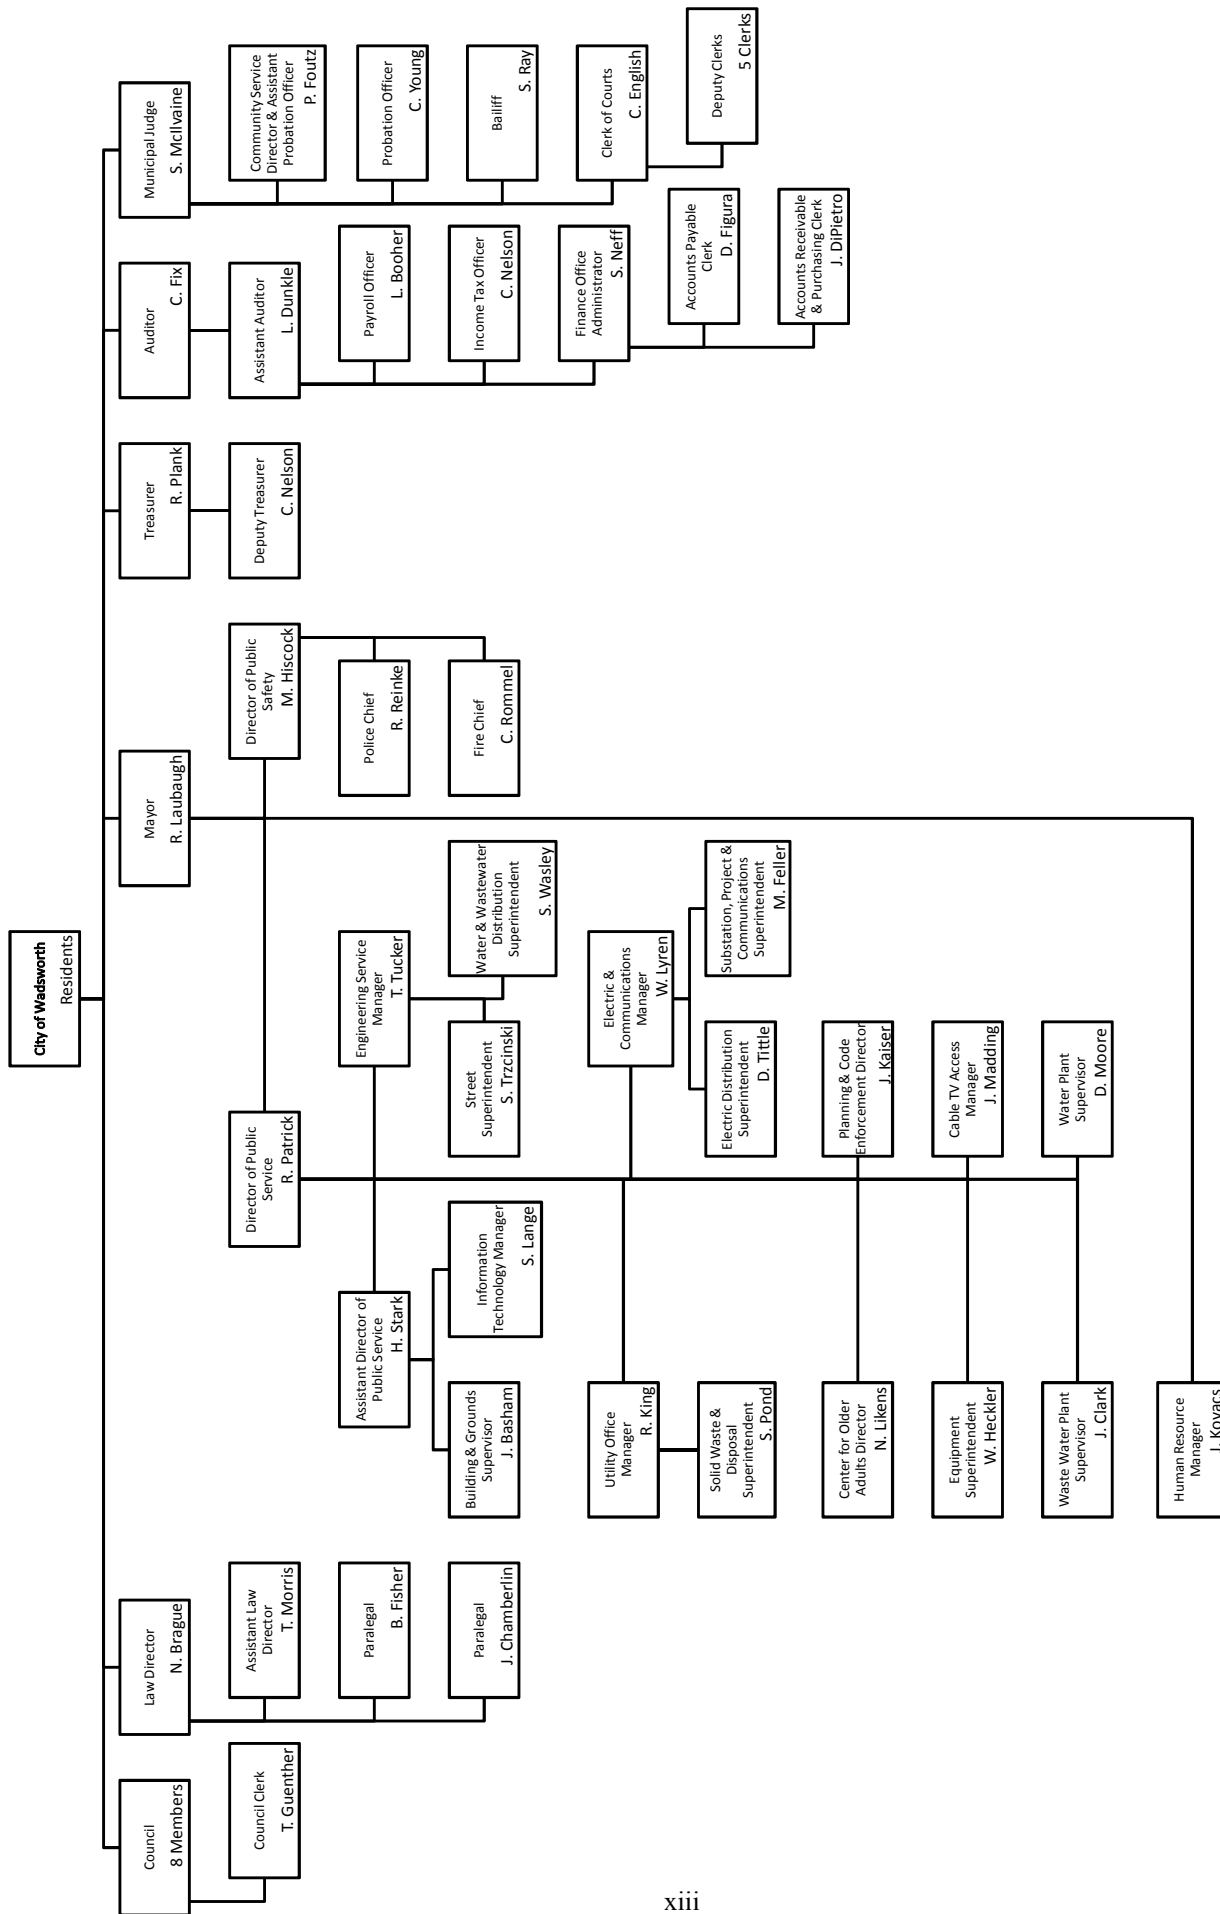 City of Wadsworth
Residents
Council
8 Members
Council Clerk
T. Guenther
Law Director
N. Brague
Assistant Law
Director
T. Morris
Paralegal
B. Fisher
Paralegal
J. Chamberlin
Mayor
R. Laubaugh
Director of Public
Service
R. Patrick
Assistant Director of
Public Service
H. Stark
Building & Grounds
Supervisor
J. Basham
Information
Technology Manager
S. Lange
Engineering Service
Manager
T. Tucker
Street
Superintendent
S. Trzcinski
Water & Wastewater
Distribution
Superintendent
S. Wasley
Utility Office
Manager
R. King
Solid Waste &
Disposal
Superintendent
S. Pond
Electric &
Communications
Manager
W. Lyren
Electric Distribution
Superintendent
D. Tittle
Substation, Project &
Communications
Superintendent
M. Feller
Center for Older
Adults Director
N. Likens
Planning & Code
Enforcement Director
J. Kaiser
Equipment
Superintendent
W. Heckler
Cable TV Access
Manager
J. Madding
Waste Water Plant
Supervisor
J. Clark
Water Plant
Supervisor
D. Moore
Human Resource
Manager
J. Kovacs
Director of Public
Safety
M. Hiscock
Police Chief
R. Reinke
Fire Chief
C. Rommel
Treasurer
R. Plank
Deputy Treasurer
C. Nelson
Auditor
C. Fix
Assistant Auditor
L. Dunkle
Payroll Officer
L. Booher
Income Tax Officer
C. Nelson
Finance Office
Administrator
S. Neff
Accounts Payable
Clerk
D. Figura
Accounts Receivable
& Purchasing Clerk
J. DiPietro
Municipal Judge
S. McIlvaine
Community Service
Director & Assistant
Probation Officer
P. Foutz
Probation Officer
C. Young
Bailiff
S. Ray
Clerk of Courts
C. English
Deputy Clerks
5 Clerks
xiii